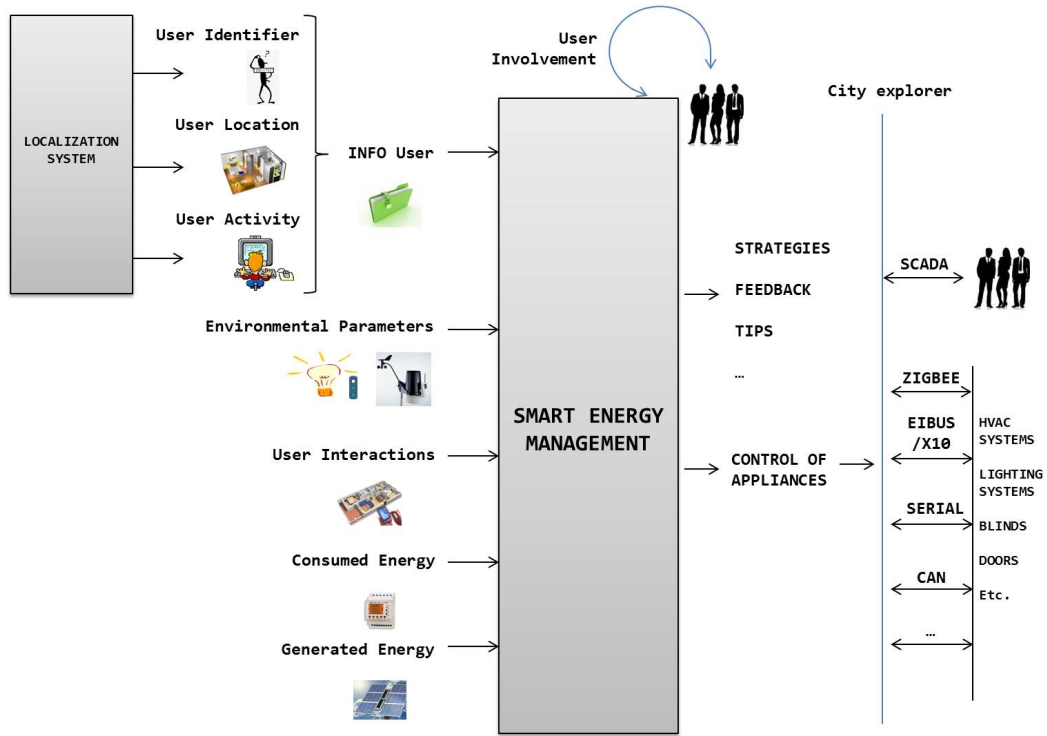 User Identifier
LOCALIZATION
SYSTEM
User Location
User Activity
INFO User
Environmental Parameters
User Interactions
Consumed Energy
Generated Energy
SMART ENERGY
MANAGEMENT
User
Involvement
STRATEGIES
FEEDBACK
TIPS
…
CONTROL OF
APPLIANCES
City explorer
SCADA
ZIGBEE
EIBUS
/X10
SERIAL
CAN
…
HVAC
SYSTEMS
LIGHTING
SYSTEMS
BLINDS
DOORS
Etc.